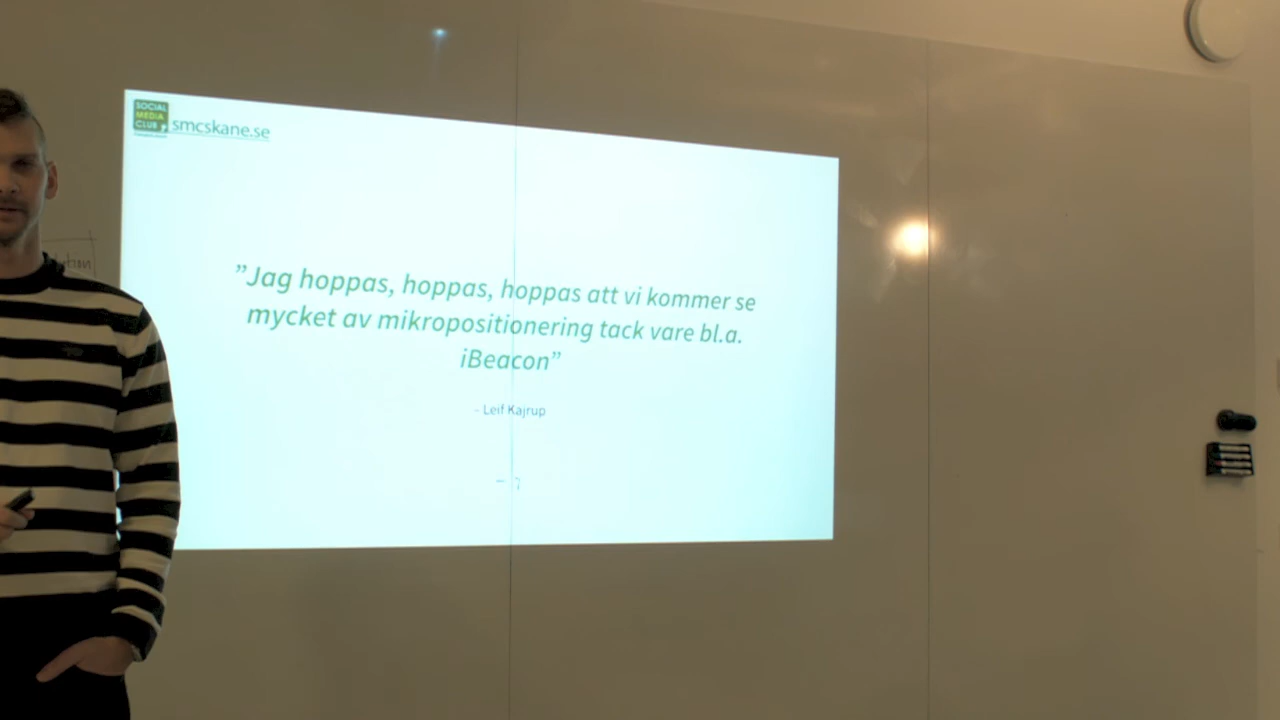 SOCIAL
MEDIA
CLUB
smcskane.se
”Jag hoppas, hoppas, hoppas att vi kommer se
mycket av mikropositionering tack vare bl.a.
iBeacon”
- Leif Kajrup